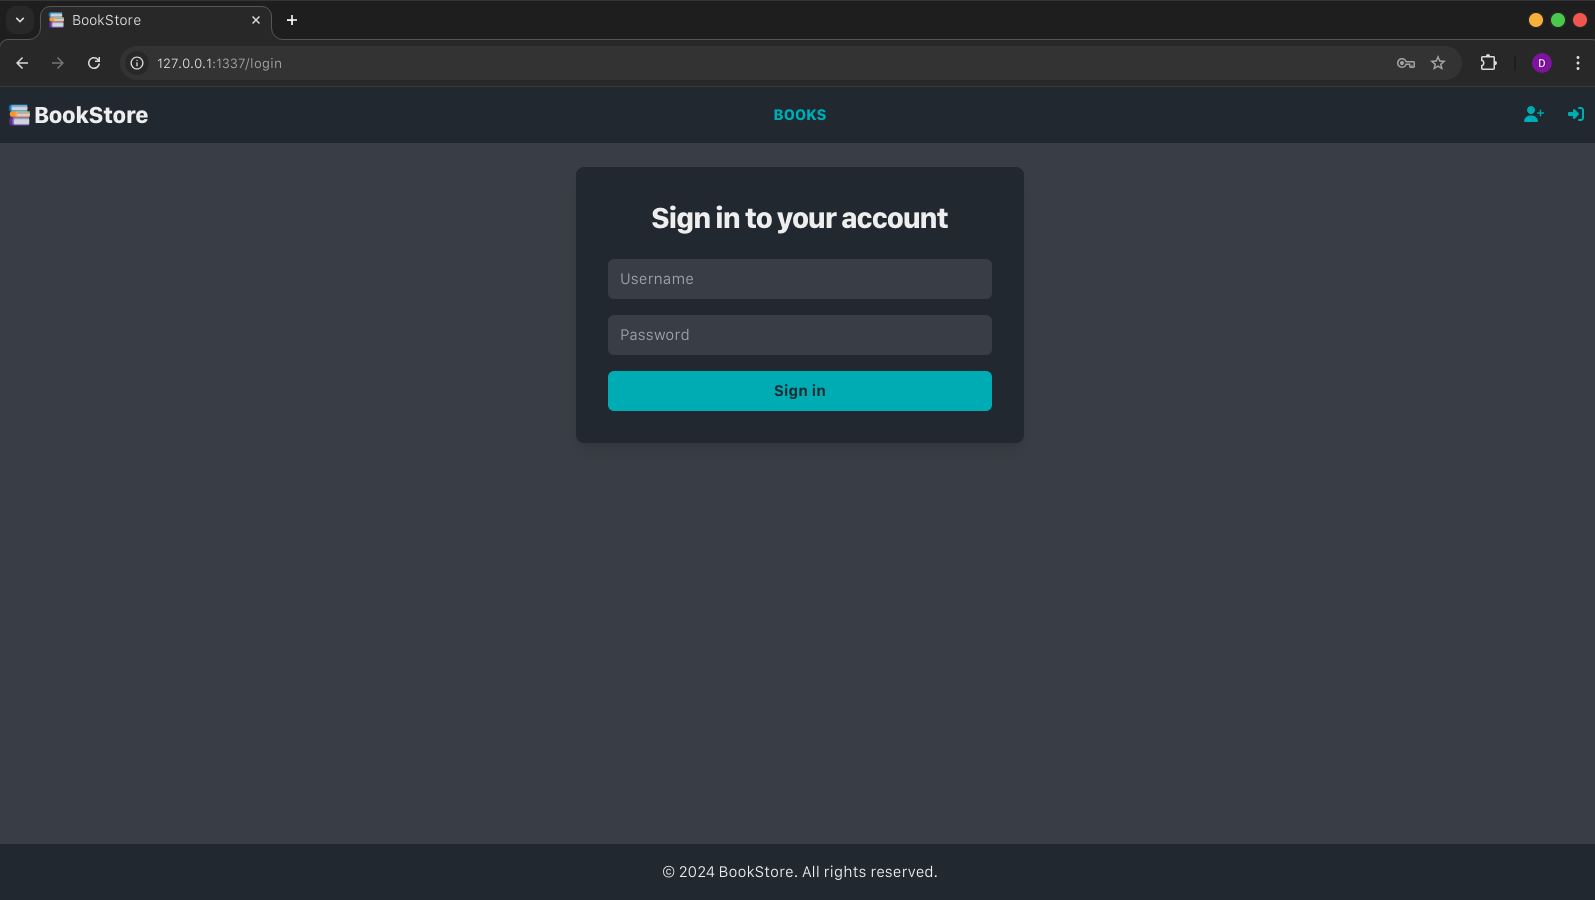 BookStore
127.0.0.1:1337/login
D
BookStore
BOOKS
Sign in to your account
Username
Password
Sign in
© 2024 BookStore. All rights reserved.